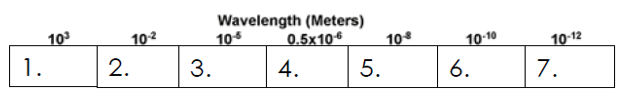 Wavelength (Meters)
10³ 10⁻² 10⁻⁵ 0.5x10⁻⁶ 10⁻⁸ 10⁻¹⁰ 10⁻¹²
1. 2. 3. 4. 5. 6. 7.